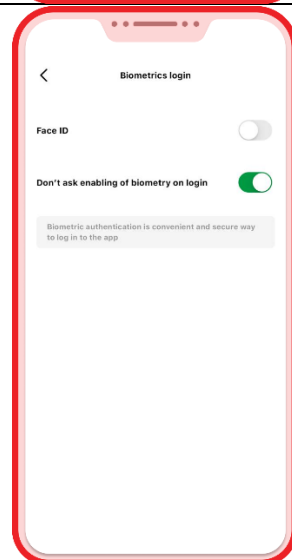 Biometrics login
Face ID
Don't ask enabling of biometry on login
Biometric authentication is convenient and secure way
to log in to the app